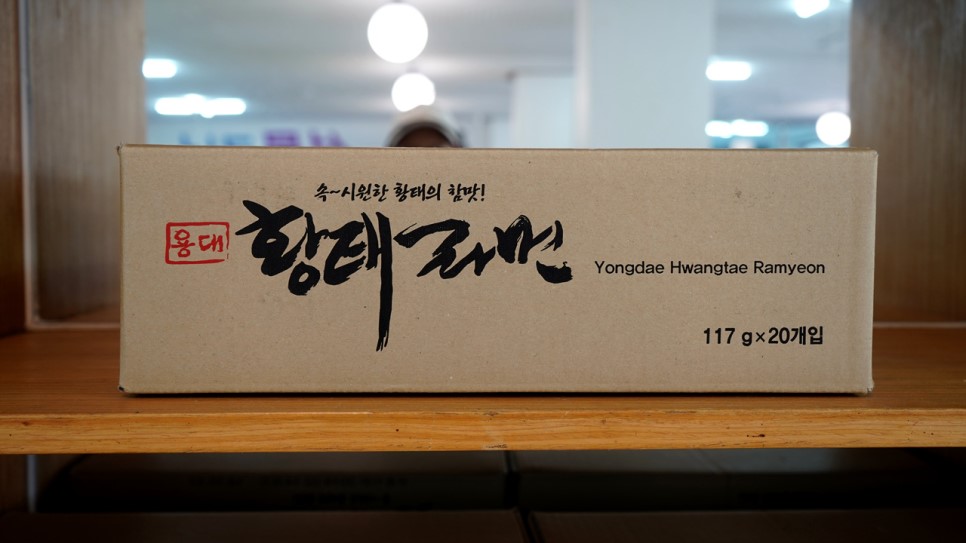 속~시원한 황태의 참맛!
용대
황태라면
Yongdae Hwangtae Ramyeon
117 g×20개입